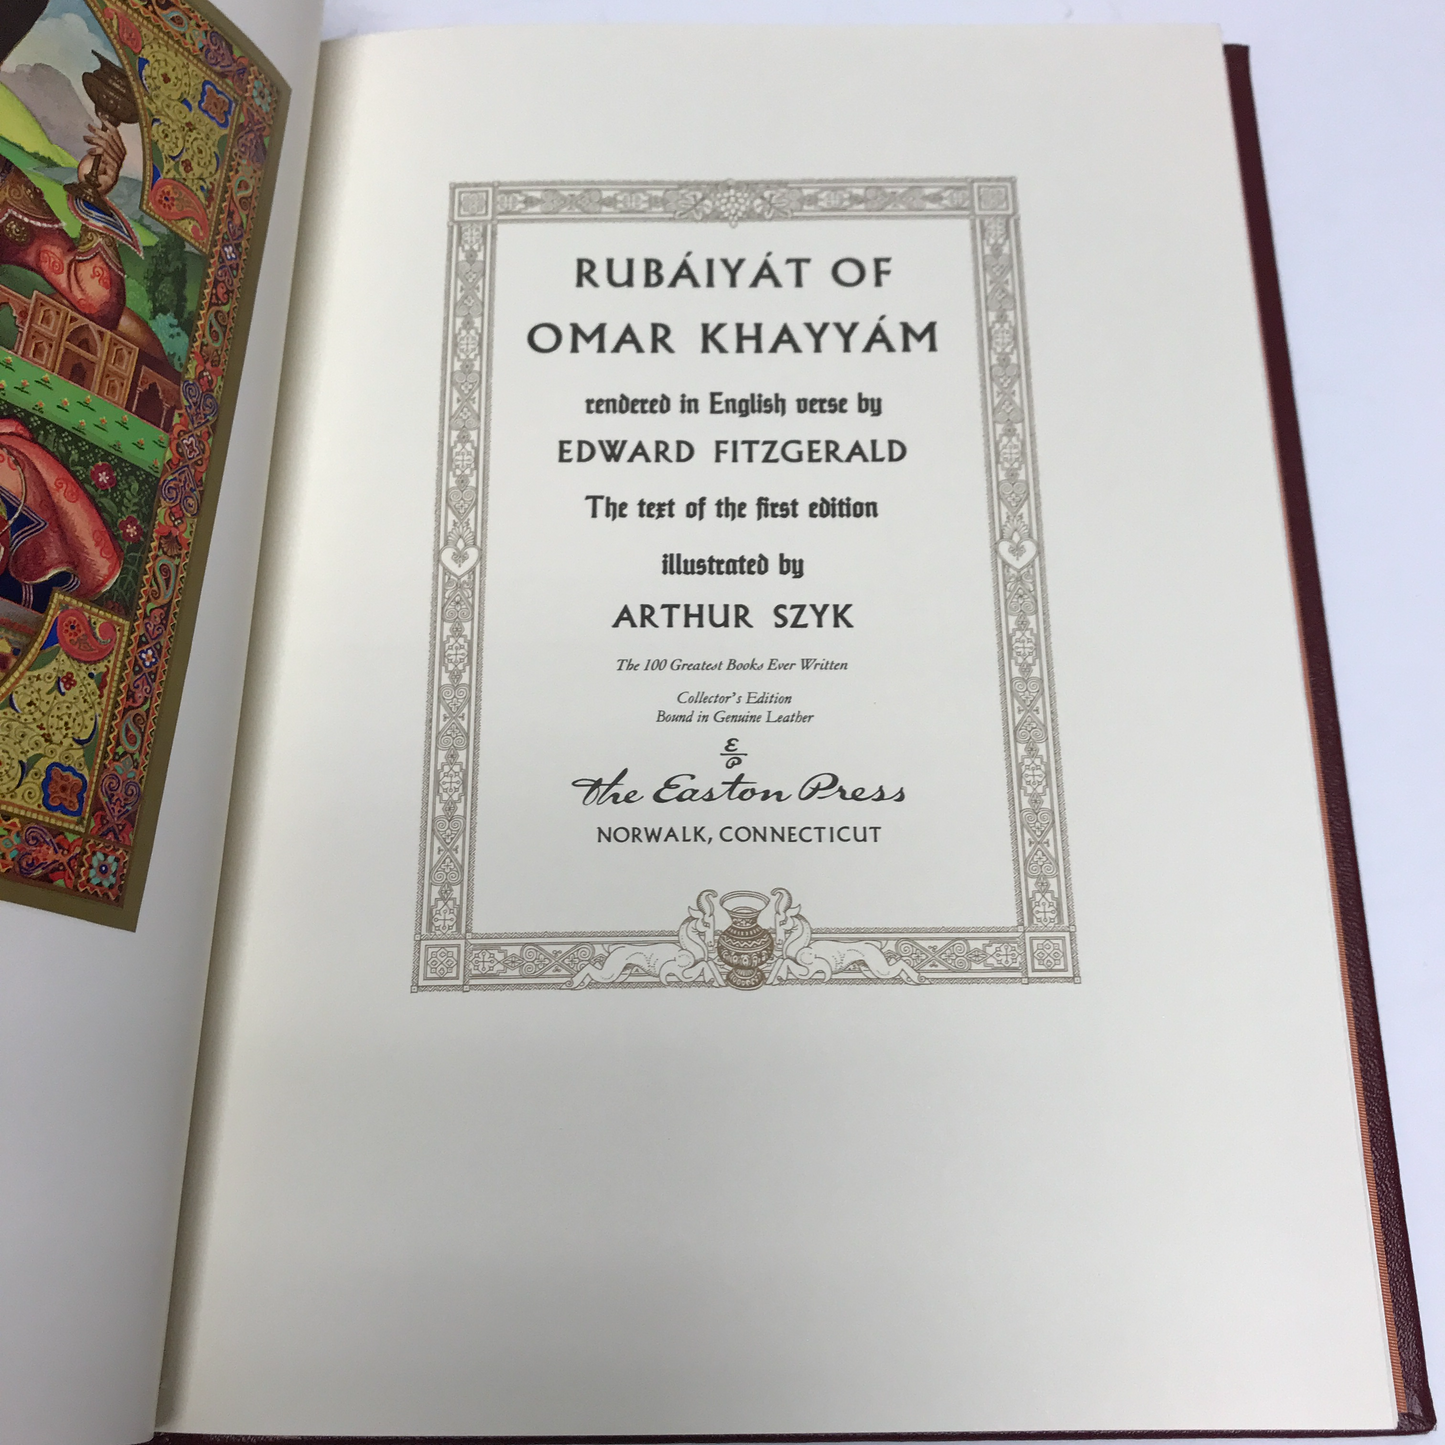 RUBÁIYÁT OF
OMAR KHAYYÁM
rendered in English verse by
EDWARD FITZGERALD
The text of the first edition
illustrated by
ARTHUR SZYK
The 100 Greatest Books Ever Written
Collector's Edition
Bound in Genuine Leather
E
P
The Easton Press
NORWALK, CONNECTICUT